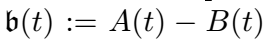 𝔟(t) := A(t) − B(t)